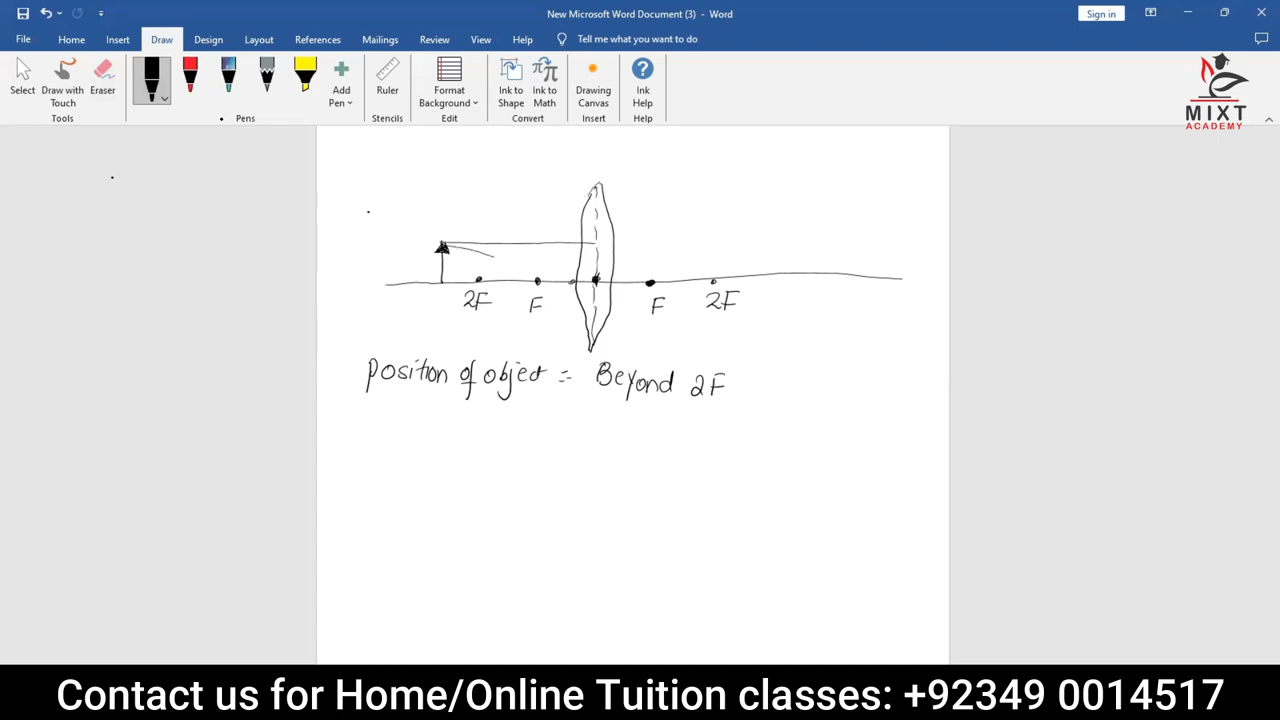 New Microsoft Word Document (3) - Word
Sign in
File Home Insert Draw Design Layout References Mailings Review View Help Tell me what you want to do
Select Draw with Touch Eraser Add Pen Ruler Format Background Ink to Shape Ink to Math Drawing Canvas Ink Help
Tools Pens Stencils Edit Convert Insert Help
MIXT
ACADEMY
2F F F 2F
Position of object = Beyond 2F
Contact us for Home/Online Tuition classes: +92349 0014517